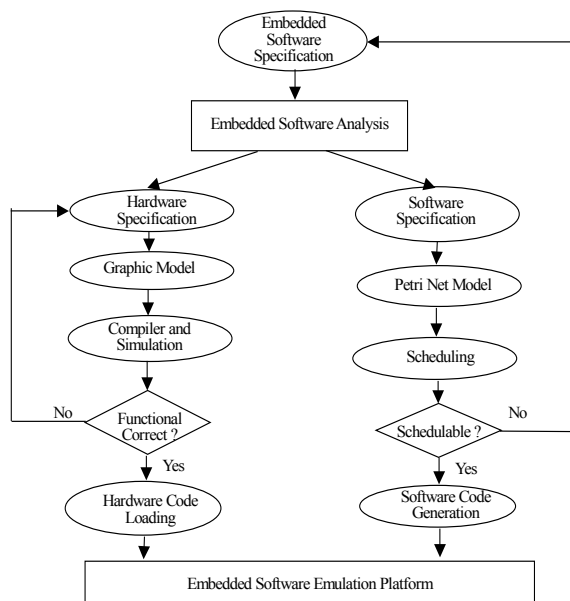 Embedded
Software
Specification
Embedded Software Analysis
Hardware
Specification
Software
Specification
Graphic Model
Petri Net Model
Compiler and
Simulation
Scheduling
No
Functional
Correct ?
Schedulable ?
No
Yes
Yes
Hardware Code
Loading
Software Code
Generation
Embedded Software Emulation Platform